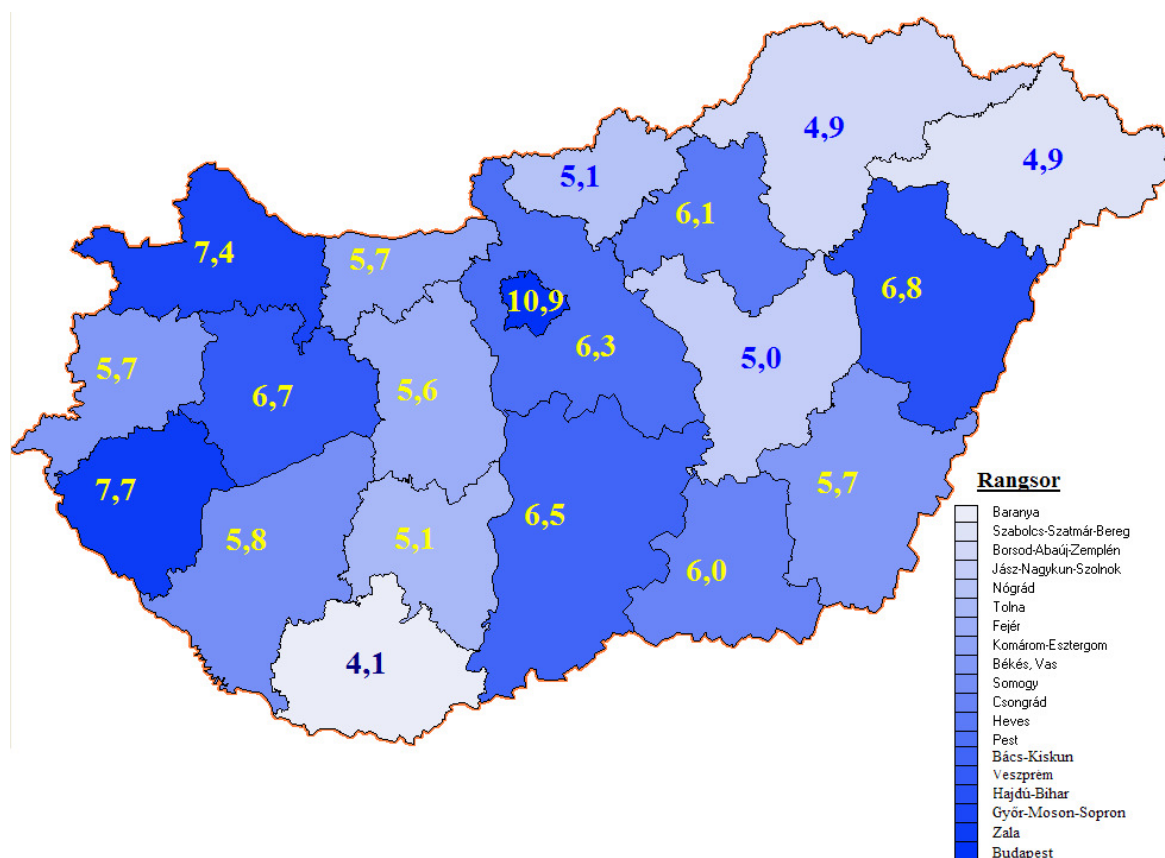 4,9
4,9
5,1
6,1
7,4
5,7
6,8
10,9
6,3
5,7
5,0
6,7
5,6
7,7
5,7
6,5
5,8
5,1
6,0
4,1
Rangsor
Baranya
Szabolcs-Szatmár-Bereg
Borsod-Abaúj-Zemplén
Jász-Nagykun-Szolnok
Nógrád
Tolna
Fejér
Komárom-Esztergom
Békés, Vas
Somogy
Csongrád
Heves
Pest
Bács-Kiskun
Veszprém
Hajdú-Bihar
Győr-Moson-Sopron
Zala
Budapest